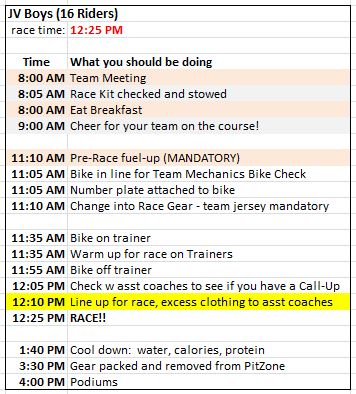 JV Boys (16 Riders)
race time: 12:25 PM
Time What you should be doing
8:00 AM Team Meeting
8:05 AM Race Kit checked and stowed
8:00 AM Eat Breakfast
9:00 AM Cheer for your team on the course!
11:10 AM Pre-Race fuel-up (MANDATORY)
11:05 AM Bike in line for Team Mechanics Bike Check
11:05 AM Number plate attached to bike
11:10 AM Change into Race Gear - team jersey mandatory
11:35 AM Bike on trainer
11:35 AM Warm up for race on Trainers
11:55 AM Bike off trainer
12:05 PM Check w asst coaches to see if you have a Call-Up
12:10 PM Line up for race, excess clothing to asst coaches
12:25 PM RACE!!
1:40 PM Cool down: water, calories, protein
3:30 PM Gear packed and removed from PitZone
4:00 PM Podiums